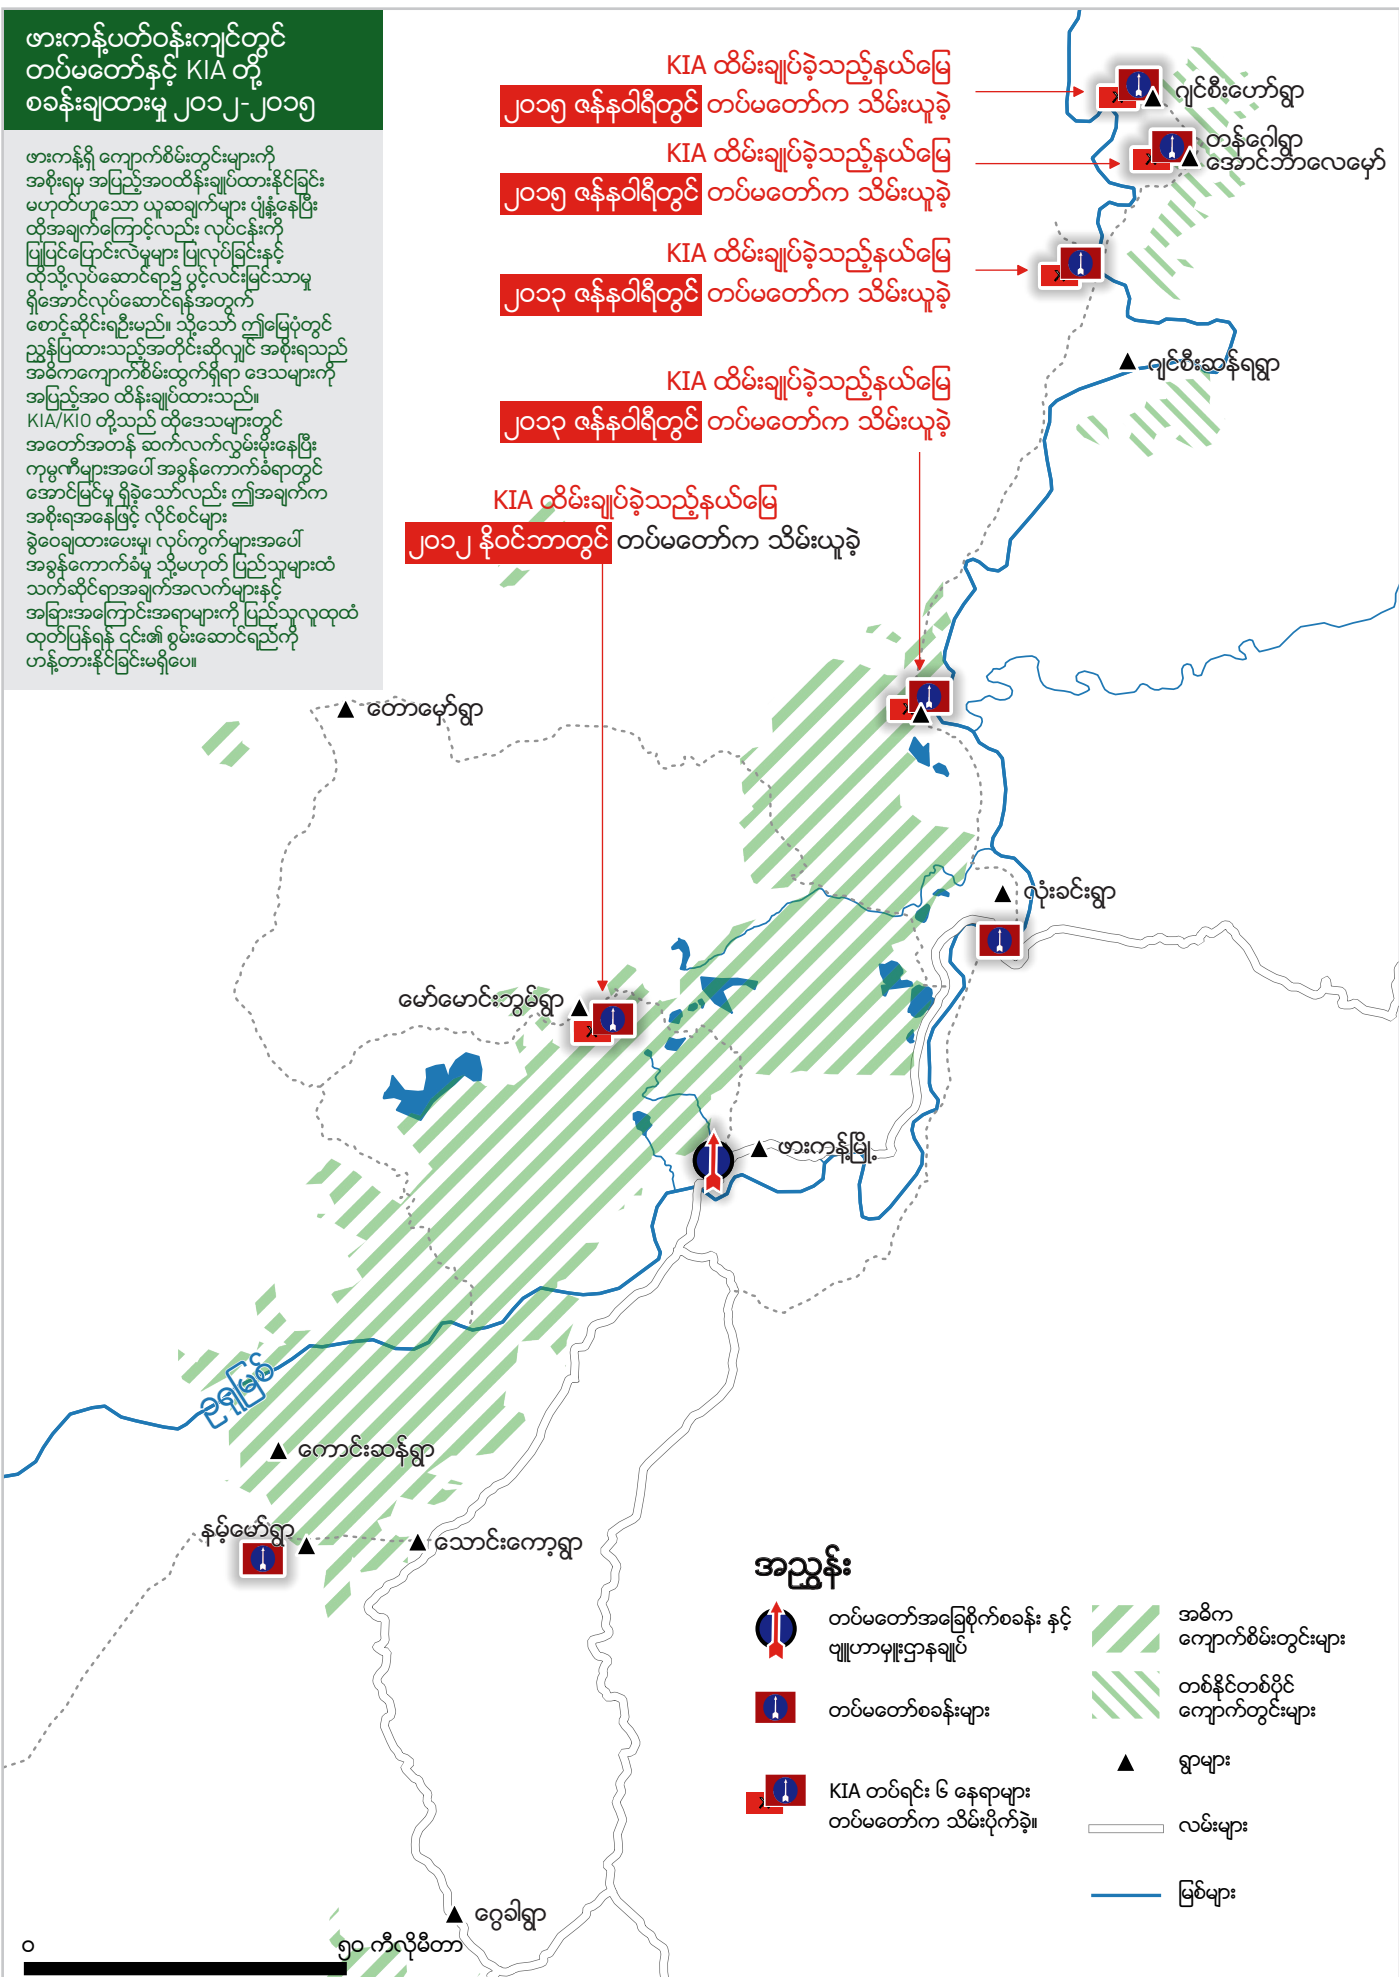 ဖားကန့်ပတ်ဝန်းကျင်တွင်
တပ်မတော်နှင့် KIA တို့
စခန်းချထားမှု ၂၀၁၂-၂၀၁၅
ဖားကန့်ရှိ ကျောက်စိမ်းတွင်းများကို
အစိုးရမှ အပြည့်အဝထိန်းချုပ်ထားနိုင်ခြင်း
မဟုတ်ဟူသော ယူဆချက်များ ပျံ့နှံ့နေပြီး
ထိုအချက်ကြောင့်လည်း လုပ်ငန်းကို
ပြုပြင်ပြောင်းလဲမှုများ ပြုလုပ်ခြင်းနှင့်
ထိုသို့လုပ်ဆောင်ရာ၌ ပွင့်လင်းမြင်သာမှု
ရှိအောင်လုပ်ဆောင်ရန်အတွက်
စောင့်ဆိုင်းရဦးမည်။ သို့သော် ဤမြေပုံတွင်
ညွှန်ပြထားသည့်အတိုင်းဆိုလျှင် အစိုးရသည်
အဓိကကျောက်စိမ်းထွက်ရှိရာ ဒေသများကို
အပြည့်အဝ ထိန်းချုပ်ထားသည်။
KIA/KIO တို့သည် ထိုဒေသများတွင်
အတော်အတန် ဆက်လက်လွှမ်းမိုးနေပြီး
ကုမ္ပဏီများအပေါ် အခွန်ကောက်ခံရာတွင်
အောင်မြင်မှု ရှိခဲ့သော်လည်း ဤအချက်က
အစိုးရအနေဖြင့် လိုင်စင်များ
ခွဲဝေချထားပေးမှု၊ လုပ်ကွက်များအပေါ်
အခွန်ကောက်ခံမှု သို့မဟုတ် ပြည်သူများထံ
သက်ဆိုင်ရာအချက်အလက်များနှင့်
အခြားအကြောင်းအရာများကို ပြည်သူလူထုထံ
ထုတ်ပြန်ရန် ၎င်း၏ စွမ်းဆောင်ရည်ကို
ဟန့်တားနိုင်ခြင်းမရှိပေ။
KIA ထိမ်းချုပ်ခဲ့သည့်နယ်မြေ
၂၀၁၅ ဇန်နဝါရီတွင် တပ်မတော်က သိမ်းယူခဲ့
KIA ထိမ်းချုပ်ခဲ့သည့်နယ်မြေ
၂၀၁၅ ဇန်နဝါရီတွင် တပ်မတော်က သိမ်းယူခဲ့
KIA ထိမ်းချုပ်ခဲ့သည့်နယ်မြေ
၂၀၁၃ ဇန်နဝါရီတွင် တပ်မတော်က သိမ်းယူခဲ့
KIA ထိမ်းချုပ်ခဲ့သည့်နယ်မြေ
၂၀၁၃ ဇန်နဝါရီတွင် တပ်မတော်က သိမ်းယူခဲ့
KIA ထိမ်းချုပ်ခဲ့သည့်နယ်မြေ
၂၀၁၂ နိုဝင်ဘာတွင် တပ်မတော်က သိမ်းယူခဲ့
ဂျင်စီးဟော်ရွာ
တန်ဂေါ်ရွာ
အောင်ဘာလေမှော်
ဂျင်စီးဆန်ရရွာ
တောမှော်ရွာ
လုံးခင်းရွာ
မော်မောင်းဘွမ်ရွာ
ဖားကန့်မြို့
ဥရုမြစ်
ကောင်းဆန်ရွာ
နမ့်မော်ရွာ
သောင်းကော့ရွာ
ဂွေခါရွာ
၀
၅၀ ကီလိုမီတာ
အညွှန်း
တပ်မတော်အခြေစိုက်စခန်း နှင့်
ဗျူဟာမှူးဌာနချုပ်
တပ်မတော်စခန်းများ
KIA တပ်ရင်း ၆ နေရာများ
တပ်မတော်က သိမ်းပိုက်ခဲ့။
အဓိက
ကျောက်စိမ်းတွင်းများ
တစ်နိုင်တစ်ပိုင်
ကျောက်တွင်းများ
ရွာများ
လမ်းများ
မြစ်များ